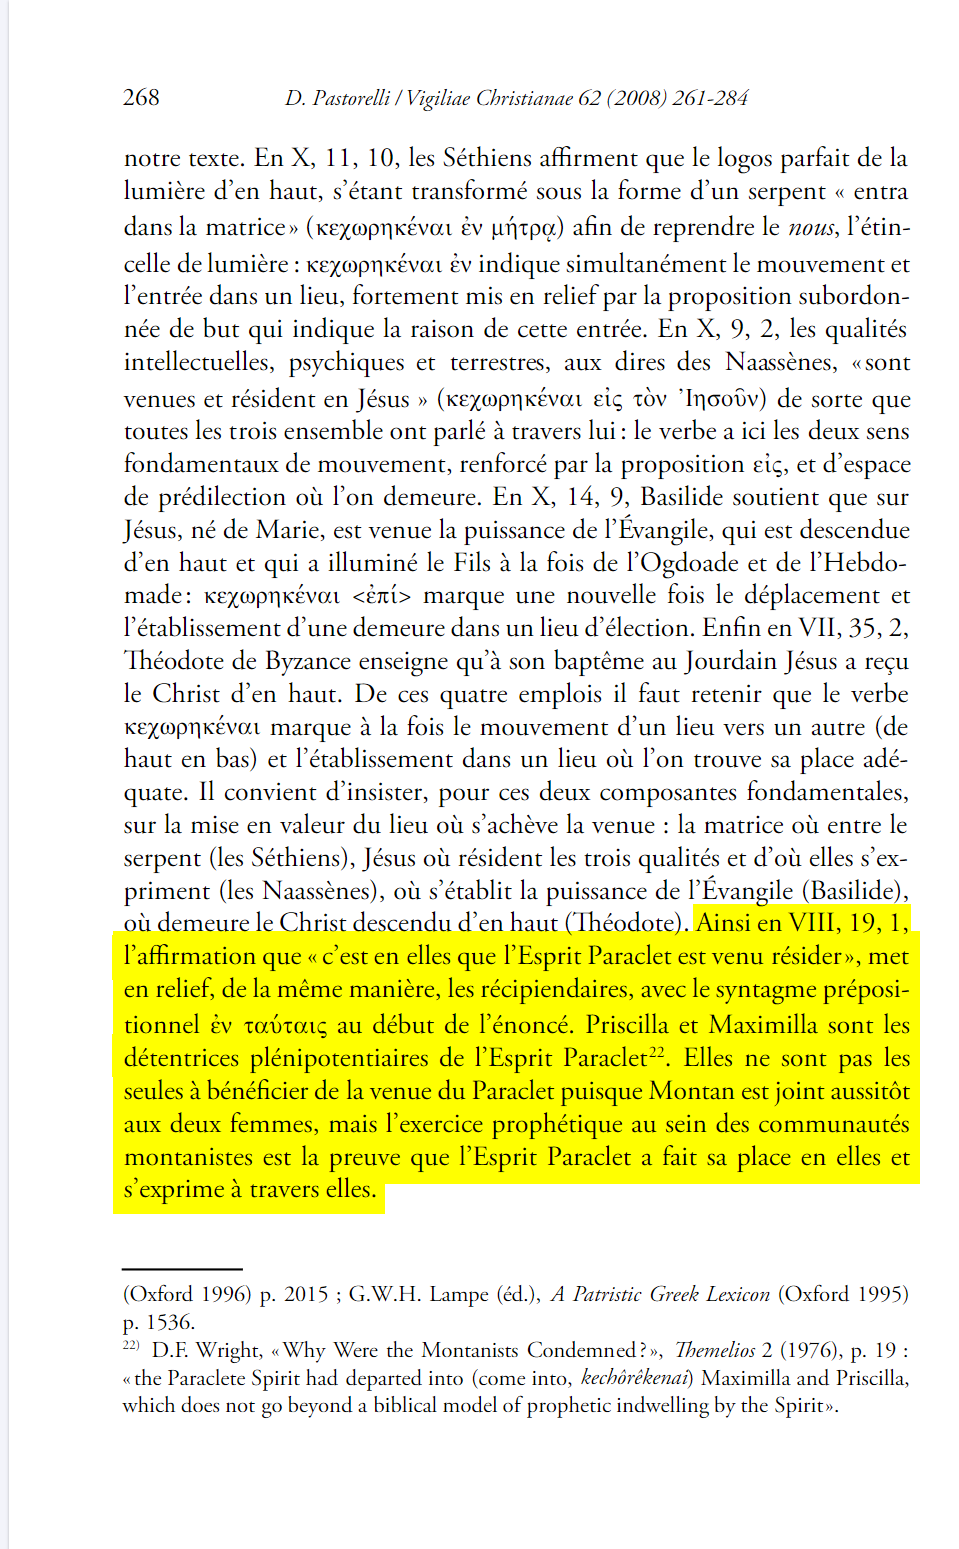 268
D. Pastorelli / Vigiliae Christianae 62 (2008) 261-284
notre texte. En X, 11, 10, les Séthiens affirment que le logos parfait de la
lumière d’en haut, s’étant transformé sous la forme d’un serpent « entra
dans la matrice» (κεχωρηκέναι ἐν μήτρᾳ) afin de reprendre le nous, l’étin-
celle de lumière : κεχωρηκέναι ἐν indique simultanément le mouvement et
l’entrée dans un lieu, fortement mis en relief par la proposition subordon-
née de but qui indique la raison de cette entrée. En X, 9, 2, les qualités
intellectuelles, psychiques et terrestres, aux dires des Naassènes, «sont
venues et résident en Jésus » (κεχωρηκέναι εἰς τὸν Ἰησοῦν) de sorte que
toutes les trois ensemble ont parlé à travers lui : le verbe a ici les deux sens
fondamentaux de mouvement, renforcé par la proposition εἰς, et d’espace
de prédilection où l’on demeure. En X, 14, 9, Basilide soutient que sur
Jésus, né de Marie, est venue la puissance de l’Évangile, qui est descendue
d’en haut et qui a illuminé le Fils à la fois de l’Ogdoade et de l’Hebdo-
made : κεχωρηκέναι <ἐπί> marque une nouvelle fois le déplacement et
l’établissement d’une demeure dans un lieu d’élection. Enfin en VII, 35, 2,
Théodote de Byzance enseigne qu’à son baptême au Jourdain Jésus a reçu
le Christ d’en haut. De ces quatre emplois il faut retenir que le verbe
κεχωρηκέναι marque à la fois le mouvement d’un lieu vers un autre (de
haut en bas) et l’établissement dans un lieu où l’on trouve sa place adé-
quate. Il convient d’insister, pour ces deux composantes fondamentales,
sur la mise en valeur du lieu où s’achève la venue : la matrice où entre le
serpent (les Séthiens), Jésus où résident les trois qualités et d’où elles s’ex-
priment (les Naassènes), où s’établit la puissance de l’Évangile (Basilide),
où demeure le Christ descendu d’en haut (Théodote). Ainsi en VIII, 19, 1,
l’affirmation que « c’est en elles que l’Esprit Paraclet est venu résider», met
en relief, de la même manière, les récipiendaires, avec le syntagme préposi-
tionnel ἐν ταύταις au début de l’énoncé. Priscilla et Maximilla sont les
détentrices plénipotentiaires de l’Esprit Paraclet22. Elles ne sont pas les
seules à bénéficier de la venue du Paraclet puisque Montan est joint aussitôt
aux deux femmes, mais l’exercice prophétique au sein des communautés
montanistes est la preuve que l’Esprit Paraclet a fait sa place en elles et
s’exprime à travers elles.
(Oxford 1996) p. 2015 ; G.W.H. Lampe (éd.), A Patristic Greek Lexicon (Oxford 1995)
p. 1536.
22) D.F. Wright, «Why Were the Montanists Condemned ?», Themelios 2 (1976), p. 19 :
«the Paraclete Spirit had departed into (come into, kechôrêkenai) Maximilla and Priscilla,
which does not go beyond a biblical model of prophetic indwelling by the Spirit».